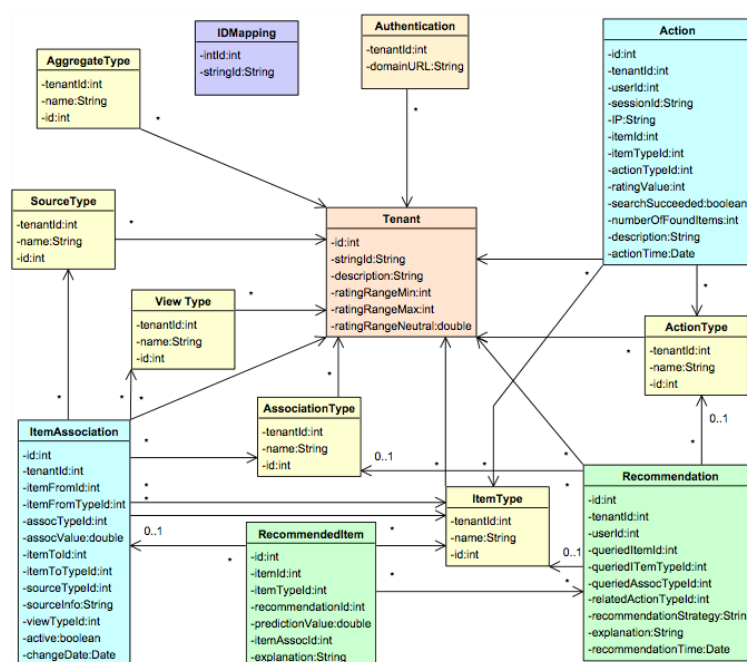 AggregateType
-tenantId:int
-name:String
-id:int
IDMapping
-intId:int
-stringId:String
Authentication
-tenantId:int
-domainURL:String
Action
-id:int
-tenantId:int
-userId:int
-sessionId:String
-IP:String
-itemId:int
-itemTypeId:int
-actionTypeId:int
-ratingValue:int
-searchSucceeded:boolean
-numberOfFoundItems:int
-description:String
-actionTime:Date
*
*
SourceType
-tenantId:int
-name:String
-id:int
*
Tenant
-id:int
-stringId:String
-description:String
-ratingRangeMin:int
-ratingRangeMax:int
-ratingRangeNeutral:double
*
*
*
View Type
-tenantId:int
-name:String
-id:int
*
ActionType
-tenantId:int
-name:String
-id:int
*
*
AssociationType
-tenantId:int
-name:String
-id:int
*
*
*
*
0..1
ItemAssociation
-id:int
-tenantId:int
-itemFromId:int
-itemFromTypeId:int
-assocTypeId:int
-assocValue:double
-itemToId:int
-itemToTypeId:int
-sourceTypeId:int
-sourceInfo:String
-viewTypeId:int
-active:boolean
-changeDate:Date
*
*
*
0..1
*
0..1
*
*
*
*
*
ItemType
-tenantId:int
-name:String
-id:int
0..1
Recommendation
-id:int
-tenantId:int
-userId:int
-queriedItemId:int
-queriedITemTypeId:int
-queriedAssocTypeId:int
-relatedActionTypeId:int
-recommendationStrategy:Strin
-explanation:String
-recommendationTime:Date
RecommendedItem
-id:int
-itemId:int
-itemTypeId:int
-recommendationId:int
-predictionValue:double
-itemAssocId:int
-explanation:String
*
*
*
*